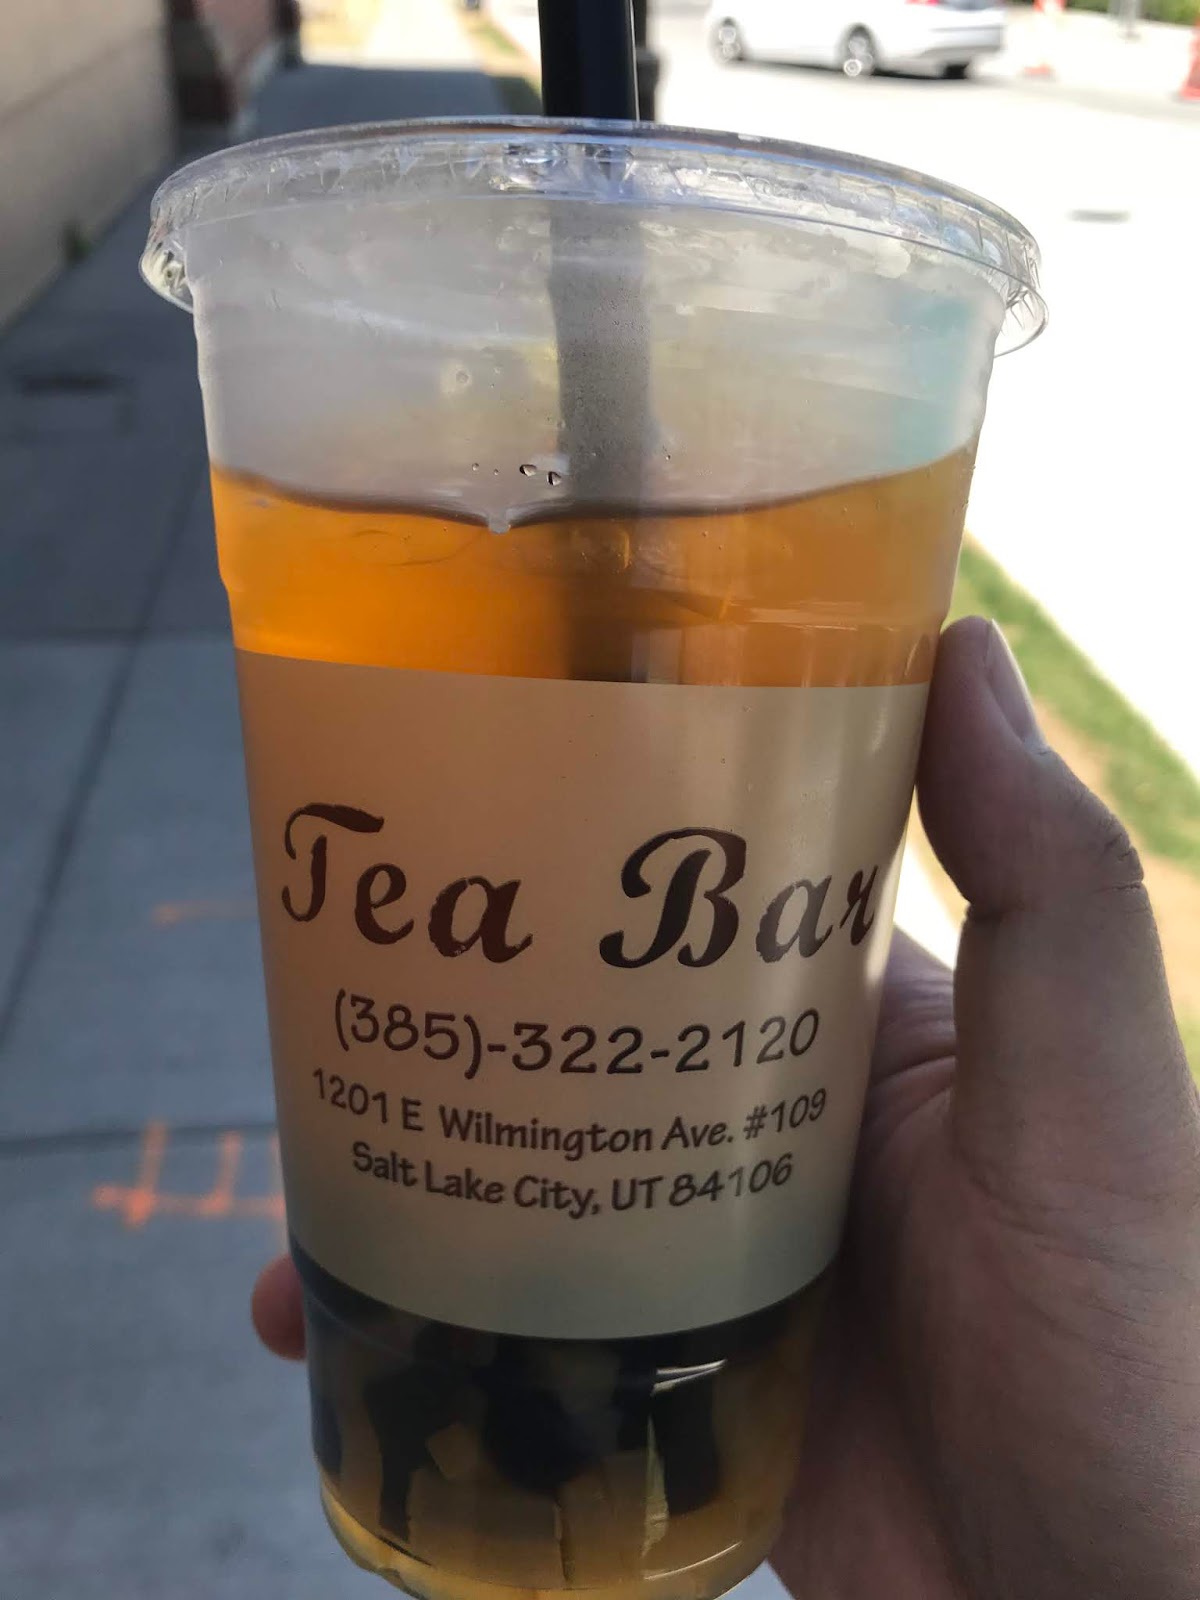 Tea Bar
(385)-322-2120
1201 E Wilmington Ave. #109
Salt Lake City, UT 84106